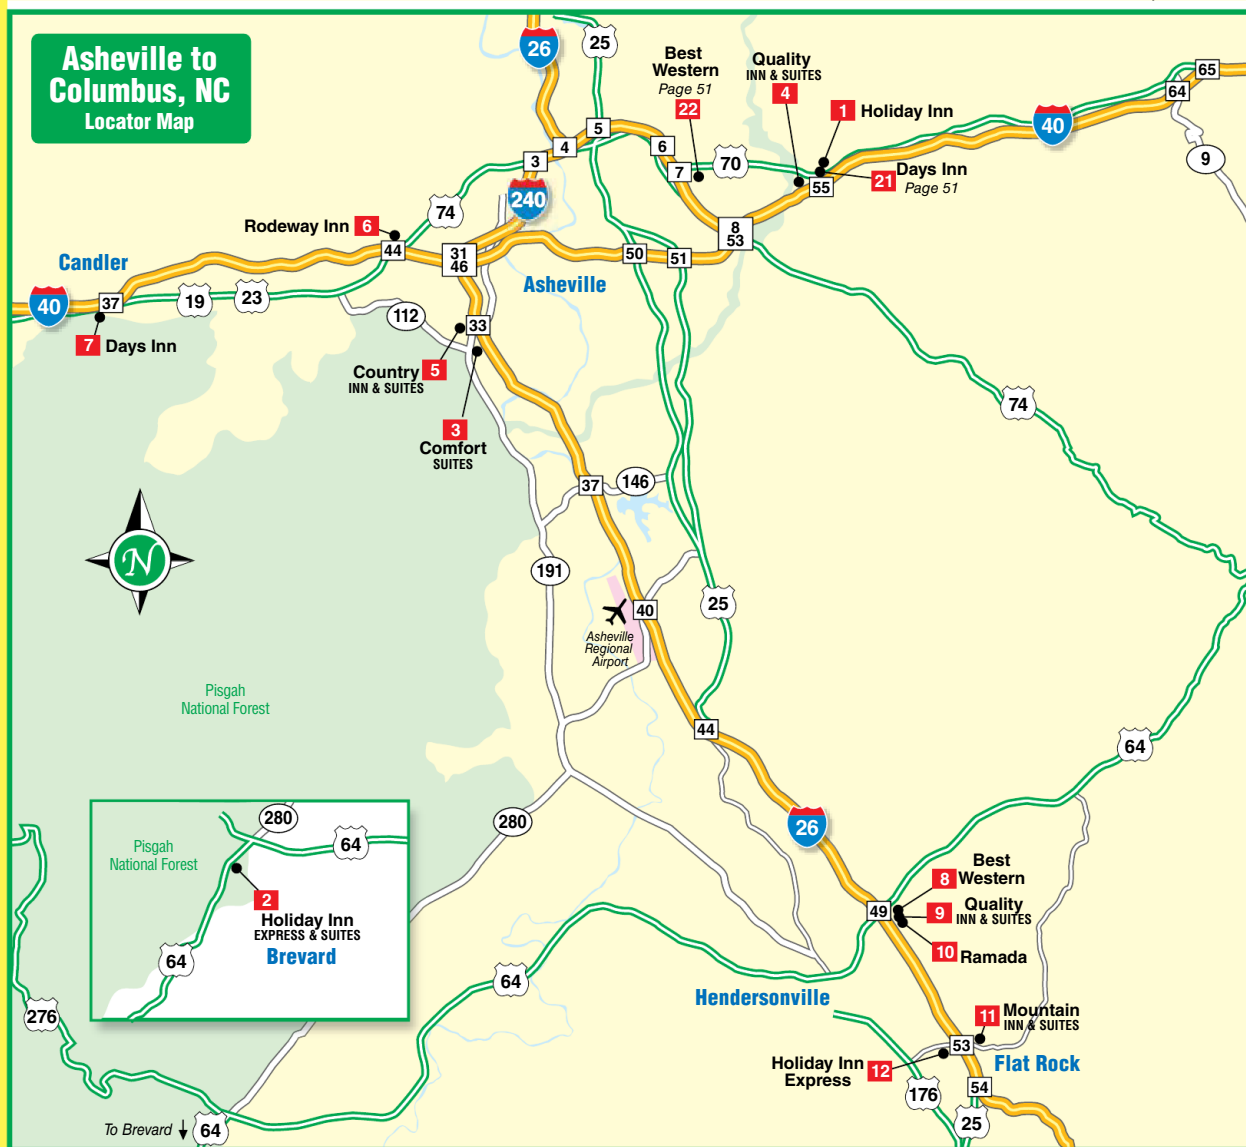 Asheville to
Columbus, NC
Locator Map
26
25
Best
Western
Page 51
22
Quality
INN & SUITES
4
1 Holiday Inn
40
65
64
9
5
4
3
6
7
70
21 Days Inn
Page 51
55
240
74
Rodeway Inn 6
44
31
46
8
53
50
51
Candler
Asheville
40
37
19
23
112
33
7 Days Inn
Country 5
INN & SUITES
3
Comfort
SUITES
74
37
146
N
191
40
25
Asheville
Regional
Airport
Pisgah
National Forest
44
64
26
280
280
Pisgah
National Forest
64
2
Holiday Inn
EXPRESS & SUITES
Brevard
64
Best
8 Western
49
9 Quality
INN & SUITES
10 Ramada
64
Hendersonville
276
11 Mountain
INN & SUITES
53
Holiday Inn
Express 12
Flat Rock
54
176
25
To Brevard
64